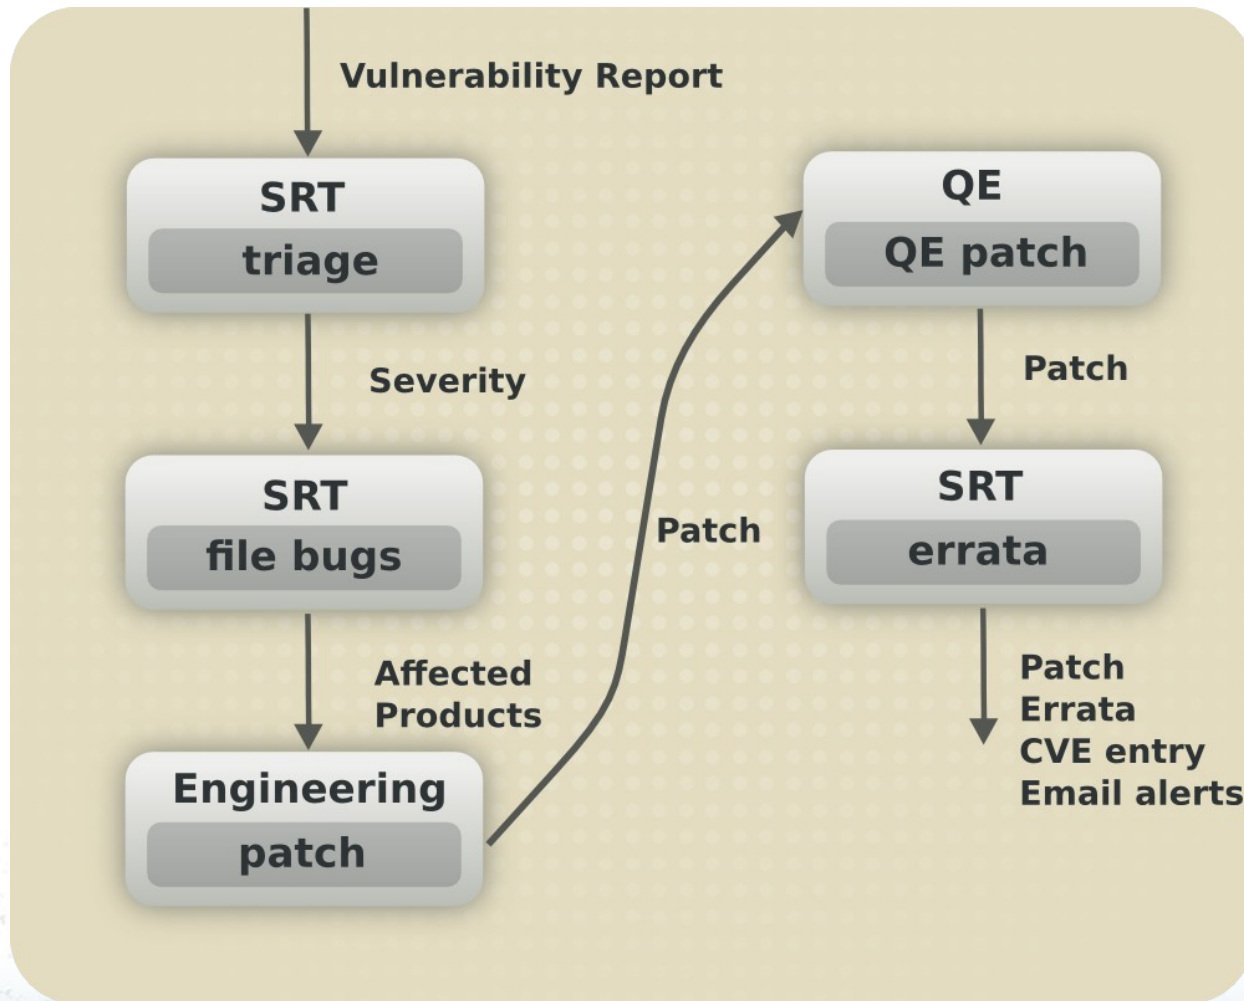 Vulnerability Report
SRT
triage
Severity
SRT
file bugs
Affected
Products
Engineering
patch
Patch
QE
QE patch
Patch
SRT
errata
Patch
Errata
CVE entry
Email alerts